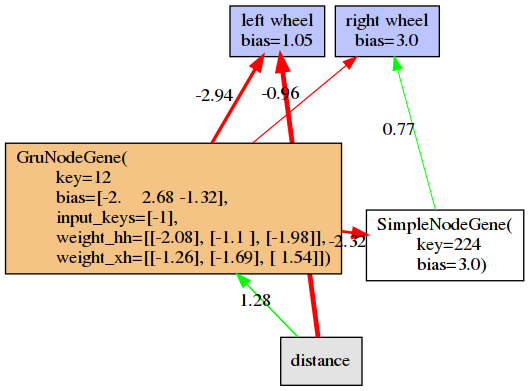 left wheel
bias=1.05
right wheel
bias=3.0
-2.94
-0.96
0.77
GruNodeGene(
key=12
bias=[-2.    2.68 -1.32],
input_keys=[-1],
weight_hh=[[-2.08], [-1.1 ], [-1.98]],
weight_xh=[[-1.26], [-1.69], [ 1.54]])
-2.32
SimpleNodeGene(
key=224
bias=3.0)
1.28
distance